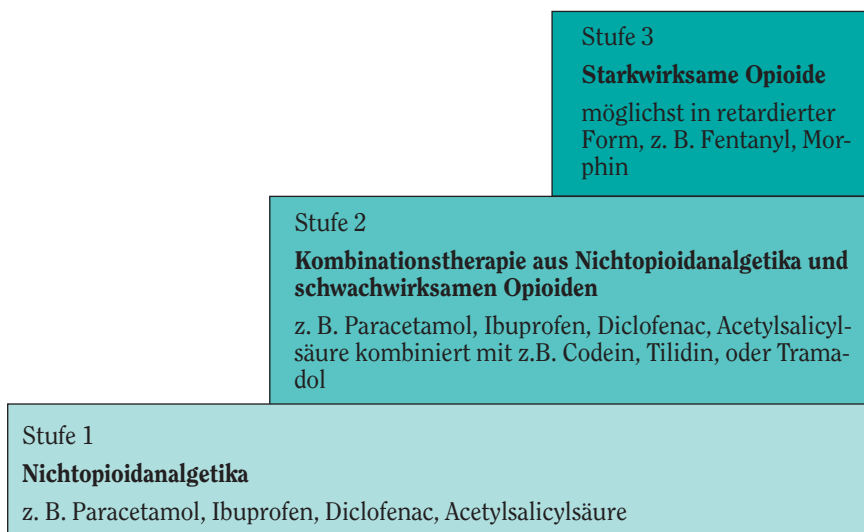 Stufe 3
Starkwirksame Opioide
möglichst in retardierter
Form, z. B. Fentanyl, Mor-
phin
Stufe 2
Kombinationstherapie aus Nichtopioidanalgetika und
schwachwirksamen Opioiden
z. B. Paracetamol, Ibuprofen, Diclofenac, Acetylsalicyl-
säure kombiniert mit z.B. Codein, Tilidin, oder Trama-
dol
Stufe 1
Nichtopioidanalgetika
z. B. Paracetamol, Ibuprofen, Diclofenac, Acetylsalicylsäure